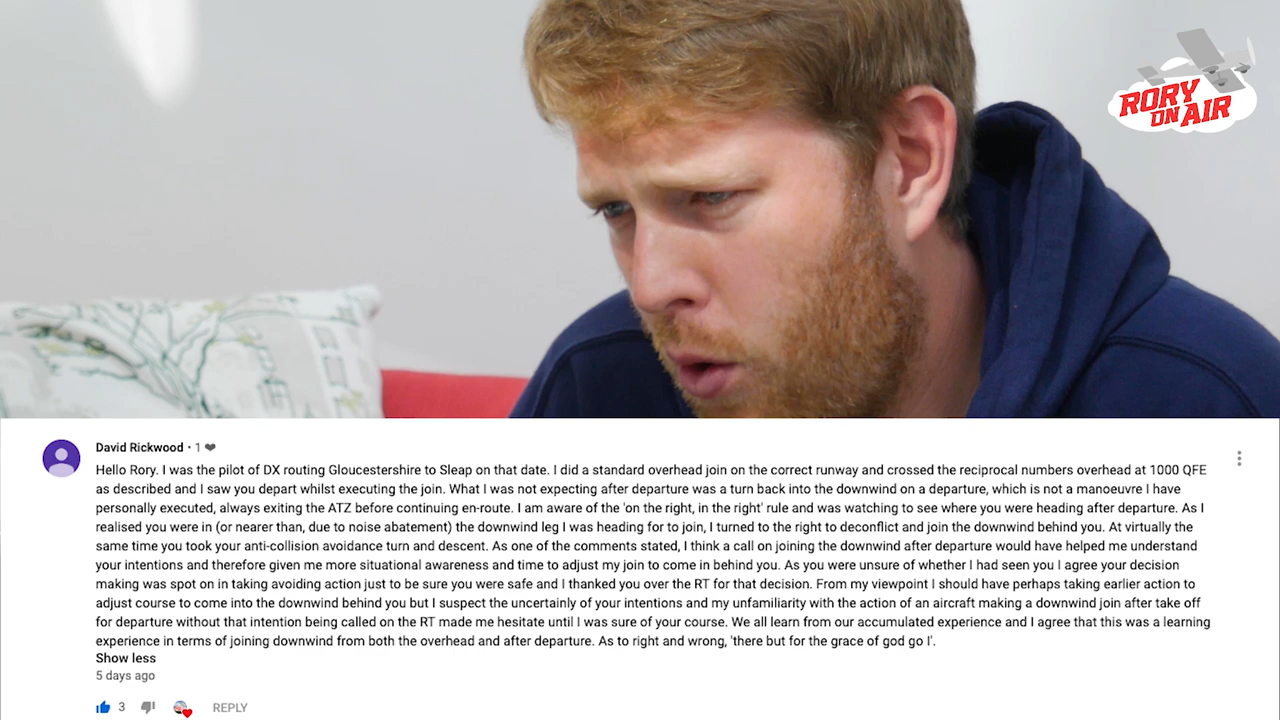 RORY
ON AIR
David Rickwood • 1 ❤
Hello Rory. I was the pilot of DX routing Gloucestershire to Sleap on that date. I did a standard overhead join on the correct runway and crossed the reciprocal numbers overhead at 1000 QFE
as described and I saw you depart whilst executing the join. What I was not expecting after departure was a turn back into the downwind on a departure, which is not a manoeuvre I have
personally executed, always exiting the ATZ before continuing en-route. I am aware of the 'on the right, in the right' rule and was watching to see where you were heading after departure. As I
realised you were in (or nearer than, due to noise abatement) the downwind leg I was heading for to join, I turned to the right to deconflict and join the downwind behind you. At virtually the
same time you took your anti-collision avoidance turn and descent. As one of the comments stated, I think a call on joining the downwind after departure would have helped me understand
your intentions and therefore given me more situational awareness and time to adjust my join to come in behind you. As you were unsure of whether I had seen you I agree your decision
making was spot on in taking avoiding action just to be sure you were safe and I thanked you over the RT for that decision. From my viewpoint I should have perhaps taking earlier action to
adjust course to come into the downwind behind you but I suspect the uncertainly of your intentions and my unfamiliarity with the action of an aircraft making a downwind join after take off
for departure without that intention being called on the RT made me hesitate until I was sure of your course. We all learn from our accumulated experience and I agree that this was a learning
experience in terms of joining downwind from both the overhead and after departure. As to right and wrong, 'there but for the grace of god go I'.
Show less
5 days ago
3 REPLY